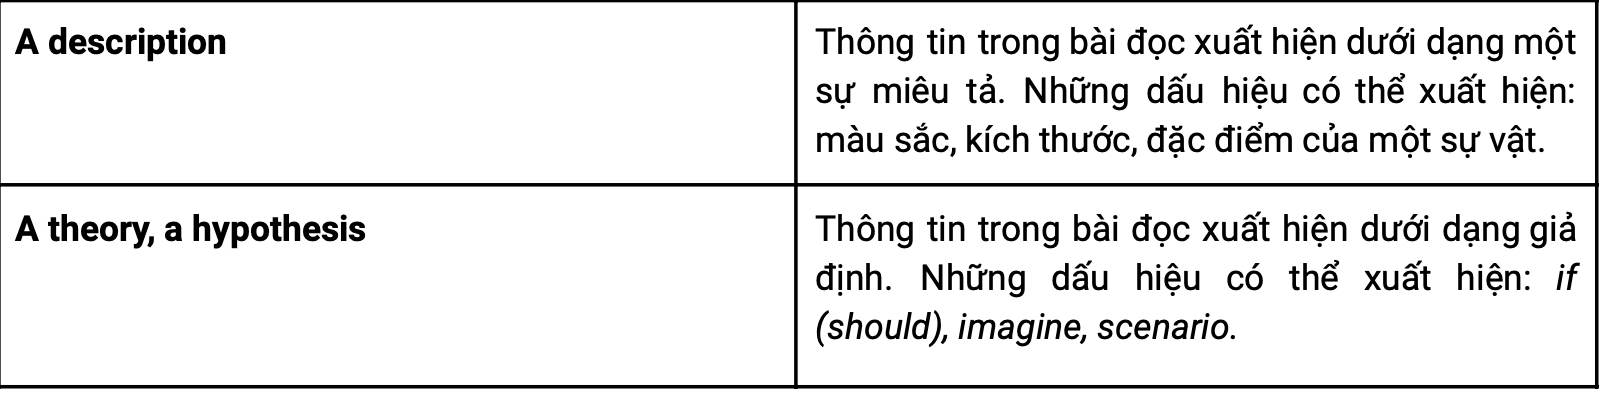 A description
Thông tin trong bài đọc xuất hiện dưới dạng một
sự miêu tả. Những dấu hiệu có thể xuất hiện:
màu sắc, kích thước, đặc điểm của một sự vật.
A theory, a hypothesis
Thông tin trong bài đọc xuất hiện dưới dạng giả
định. Những dấu hiệu có thể xuất hiện: if
(should), imagine, scenario.